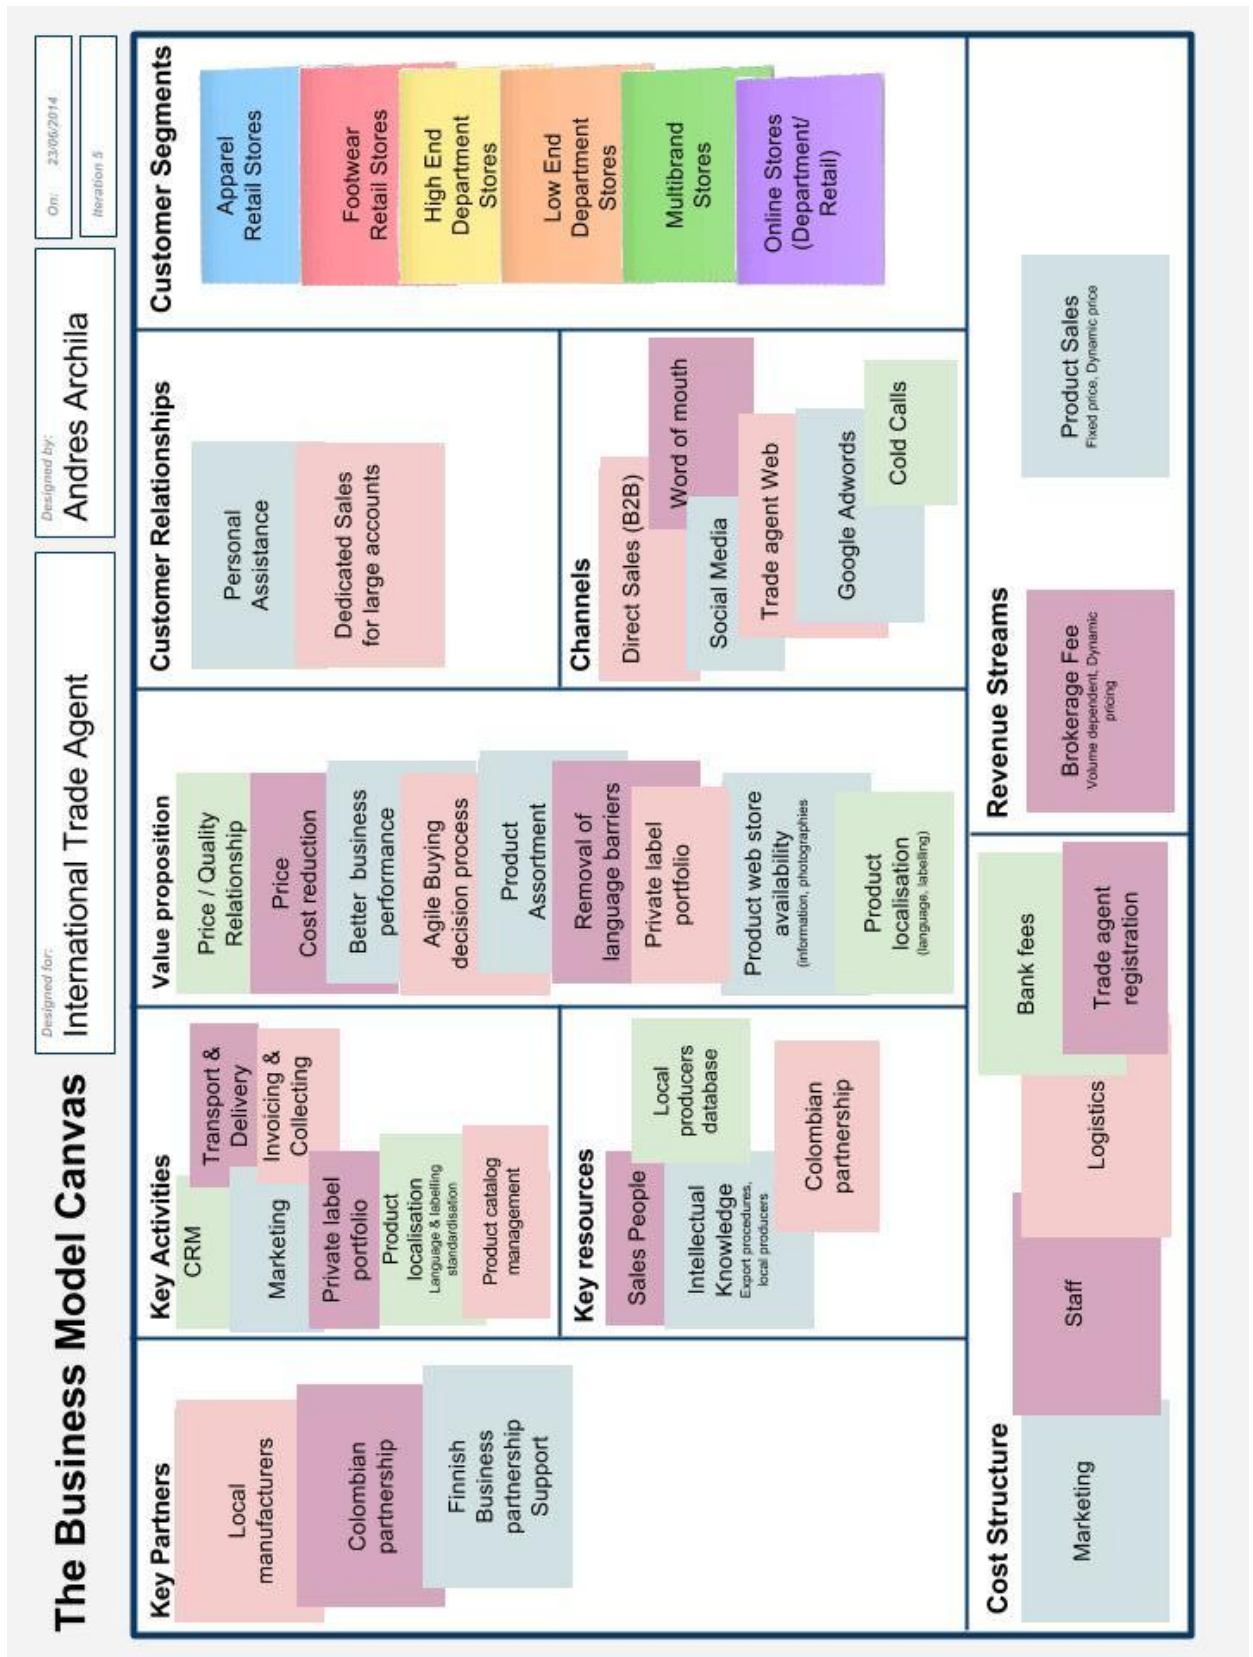 The Business Model Canvas
Designed for:
International Trade Agent
Designed by:
Andres Archila
On: 23/06/2014
Iteration 5
Key Partners
Local
manufacturers
Colombian
partnership
Finnish
Business
partnership
Support
Key Activities
CRM
Transport &
Delivery
Marketing
Invoicing &
Collecting
Private label
portfolio
Product
localisation
Language & labelling
standardisation
Product catalog
management
Key resources
Sales People
Local
producers
database
Intellectual
Knowledge
Export procedures,
local producers
Colombian
partnership
Value proposition
Price / Quality
Relationship
Price
Cost reduction
Better business
performance
Agile Buying
decision process
Product
Assortment
Removal of
language barriers
Private label
portfolio
Product web store
availability
(information, photographies)
Product
localisation
(language, labelling)
Customer Relationships
Personal
Assistance
Dedicated Sales
for large accounts
Channels
Direct Sales (B2B)
Word of mouth
Social Media
Trade agent Web
Google Adwords
Cold Calls
Customer Segments
Apparel
Retail Stores
Footwear
Retail Stores
High End
Department
Stores
Low End
Department
Stores
Multibrand
Stores
Online Stores
(Department/
Retail)
Cost Structure
Marketing
Staff
Logistics
Bank fees
Trade agent
registration
Revenue Streams
Brokerage Fee
Volume dependent, Dynamic
pricing
Product Sales
Fixed price, Dynamic price